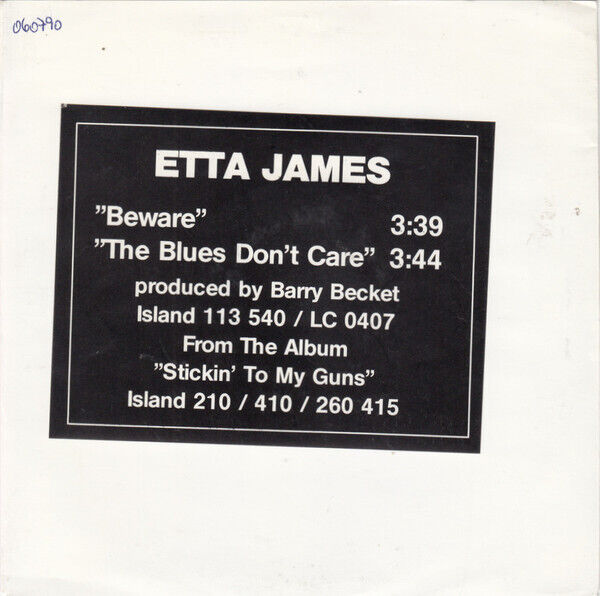 060790
ETTA JAMES
”Beware” 3:39
”The Blues Don’t Care” 3:44
produced by Barry Becket
Island 113 540 / LC 0407
From The Album
”Stickin’ To My Guns”
Island 210 / 410 / 260 415